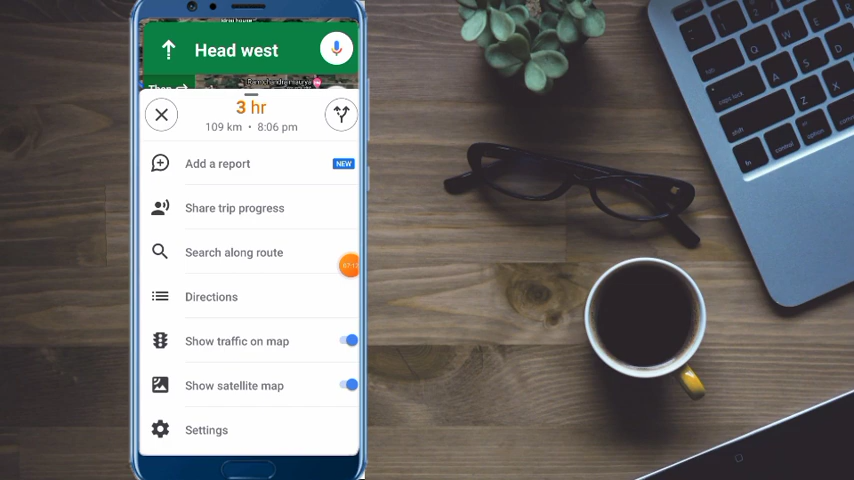 Head west
Then
3 hr
109 km • 8:06 pm
Add a report
NEW
Share trip progress
Search along route
Directions
Show traffic on map
Show satellite map
Settings